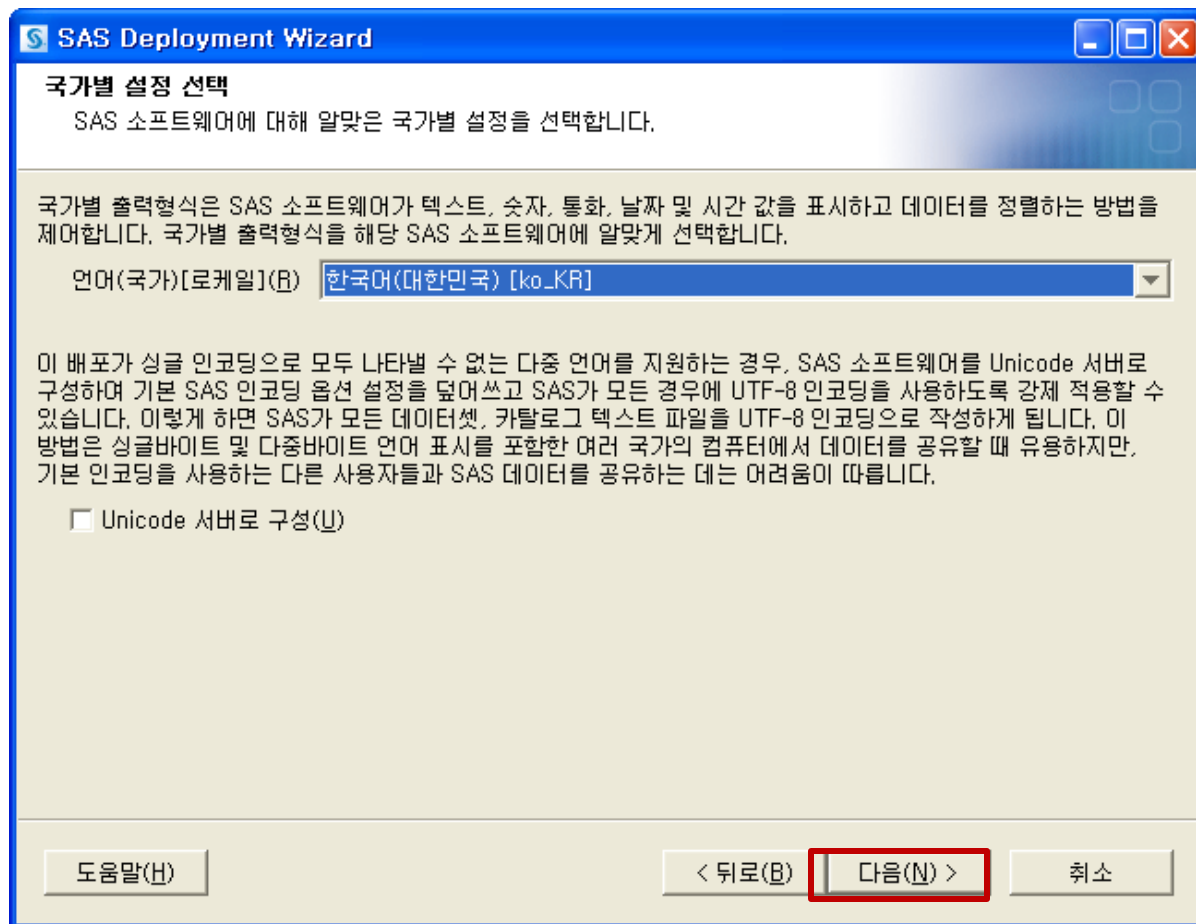 SAS Deployment Wizard
국가별 설정 선택
SAS 소프트웨어에 대해 알맞은 국가별 설정을 선택합니다.
국가별 출력형식은 SAS 소프트웨어가 텍스트, 숫자, 통화, 날짜 및 시간 값을 표시하고 데이터를 정렬하는 방법을
제어합니다. 국가별 출력형식을 해당 SAS 소프트웨어에 알맞게 선택합니다.
언어(국가)[로케일](R) 한국어(대한민국) [ko_KR]
이 배포가 싱글 인코딩으로 모두 나타낼 수 없는 다중 언어를 지원하는 경우, SAS 소프트웨어를 Unicode 서버로
구성하며 기본 SAS 인코딩 옵션 설정을 덮어쓰고 SAS가 모든 경우에 UTF-8 인코딩을 사용하도록 강제 적용할 수
있습니다. 이렇게 하면 SAS가 모든 데이터셋, 카탈로그 텍스트 파일을 UTF-8 인코딩으로 작성하게 됩니다. 이
방법은 싱글바이트 및 다중바이트 언어 표시를 포함한 여러 국가의 컴퓨터에서 데이터를 공유할 때 유용하지만,
기본 인코딩을 사용하는 다른 사용자들과 SAS 데이터를 공유하는 데는 어려움이 따릅니다.
Unicode 서버로 구성(U)
도움말(H) < 뒤로(B) 다음(N) > 취소